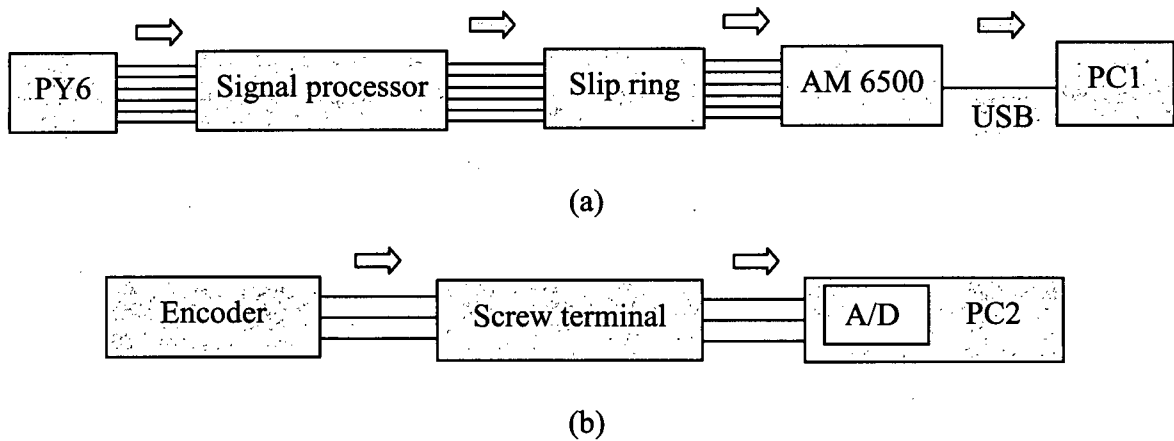 PY6 Signal processor Slip ring AM 6500 USB PC1
(a)
Encoder Screw terminal A/D PC2
(b)